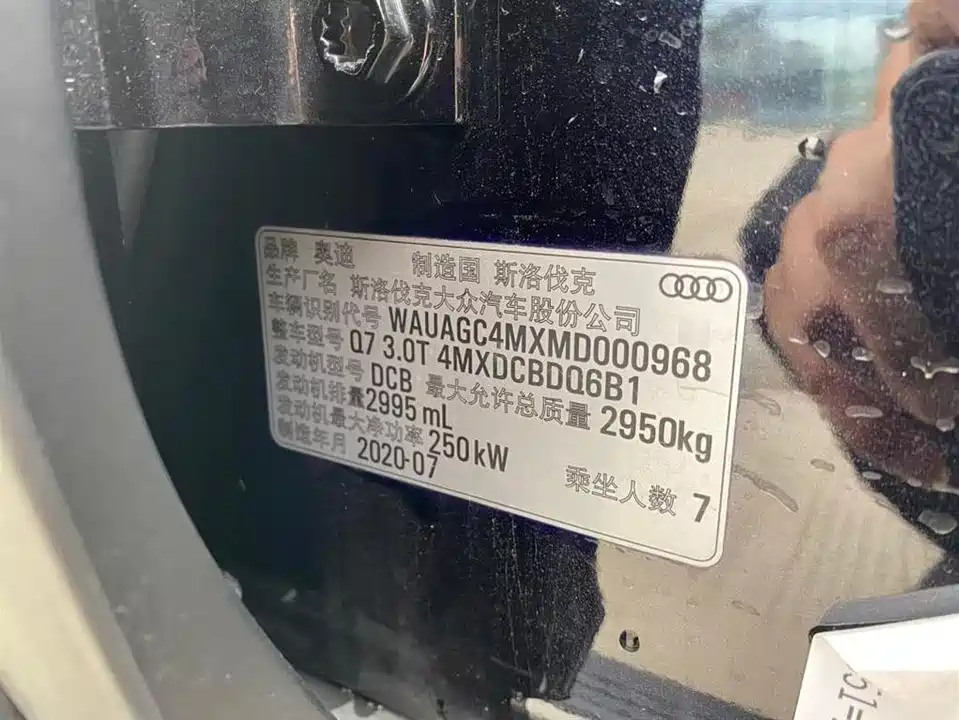 品牌 奥迪 制造国 斯洛伐克
生产厂名 斯洛伐克大众汽车股份公司
车辆识别代号 WAUAGC4MXMD000968
整车型号 Q7 3.0T 4MXDCBDQ6B1
发动机型号 DCB 最大允许总质量 2950kg
发动机排量2995 mL
发动机最大净功率 250 kW
制造年月 2020-07 乘坐人数 7